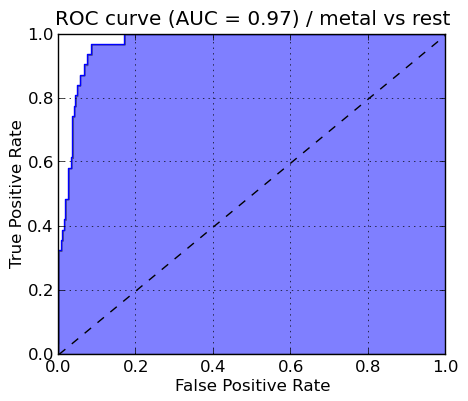 ROC curve (AUC = 0.97) / metal vs rest
1.0
0.8
0.6
0.4
0.2
0.0
True Positive Rate
0.0 0.2 0.4 0.6 0.8 1.0
False Positive Rate